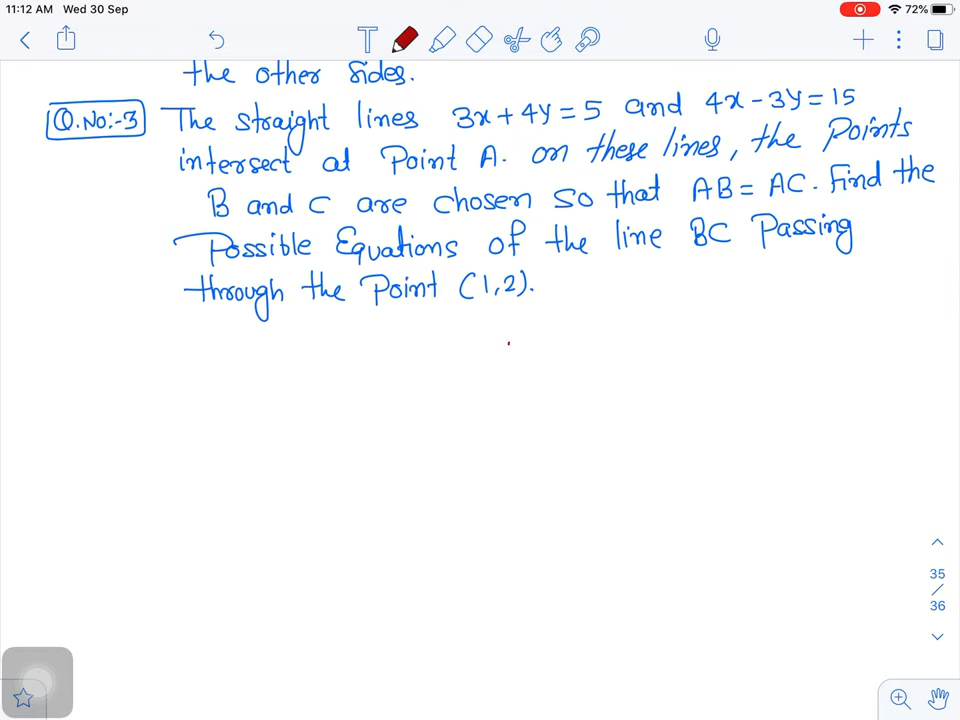 11:12 AM Wed 30 Sep
72%
T
the other sides.
Q.No:-3 The straight lines 3x+4y=5 and 4x-3y=15
intersect at Point A. on these lines, the Points
B and C are chosen so that AB = AC. Find the
Possible Equations of the line BC Passing
through the Point (1,2).
35
/
36